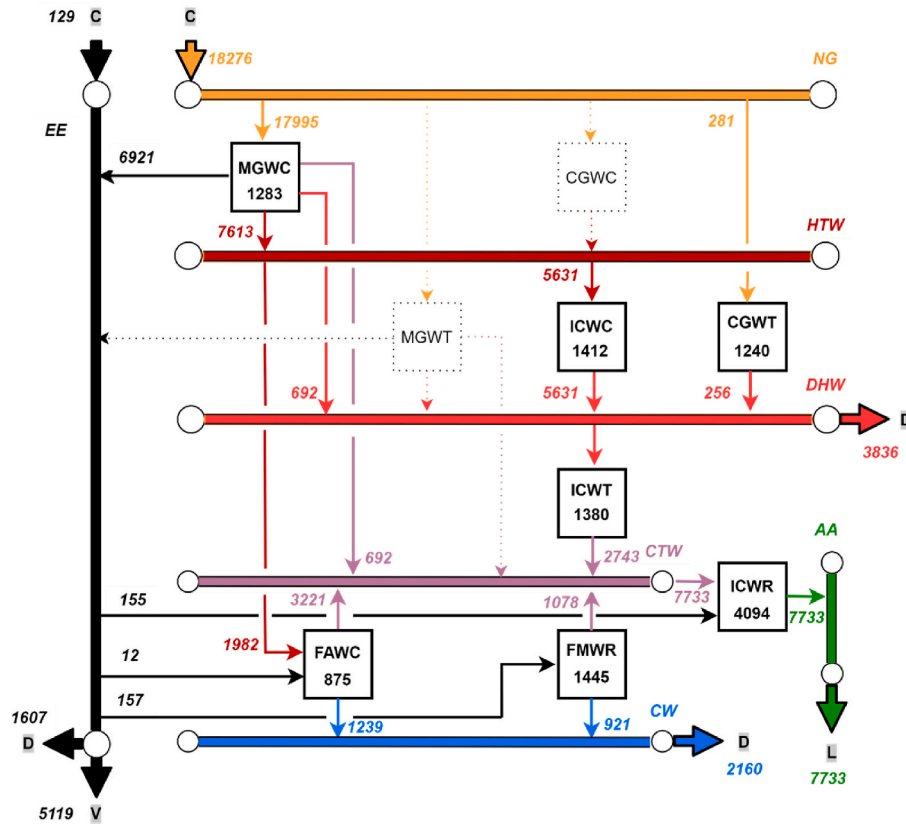 129 C C
18276 NG
EE 17995 281
6921 MGWC
1283
CGWC
7613 HTW
5631
MGWT ICWC
1412
CGWT
1240
692 5631 256 DHW
D
3836
ICWT
1380
692 2743 CTW AA
3221 1078 7733 ICWR
4094
155 7733
1982 FAWC
875
FMWR
1445
12
157
1607
D
1239 921 CW
D
2160
L
7733
5119 V